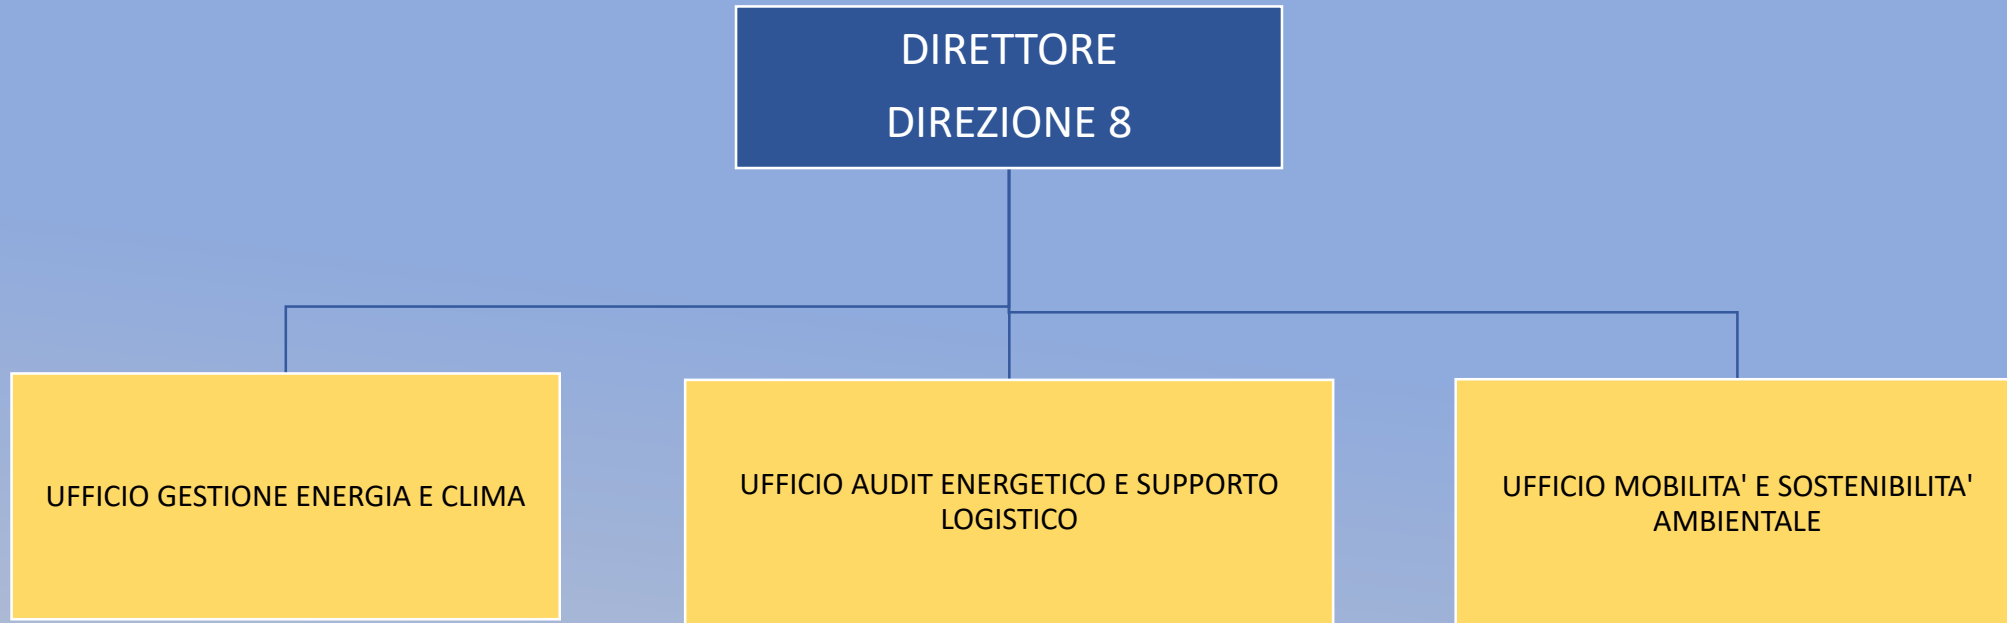 DIRETTORE
DIREZIONE 8
UFFICIO GESTIONE ENERGIA E CLIMA
UFFICIO AUDIT ENERGETICO E SUPPORTO
LOGISTICO
UFFICIO MOBILITA' E SOSTENIBILITA'
AMBIENTALE